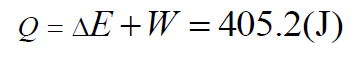 Q = ΔE + W = 405.2(J)